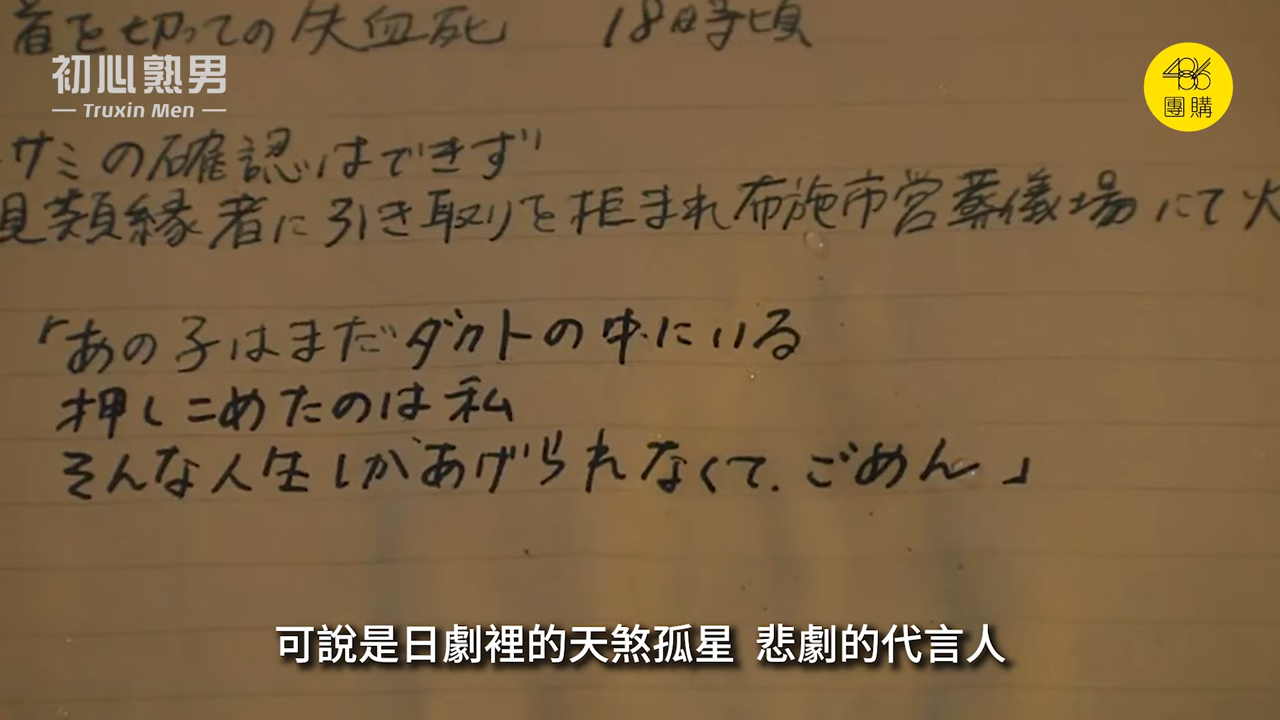 首を切っての失血死 18時頃
初心熟男
Truxin Men
486
團購
サミの確認はできず
親類縁者に引き取りを拒まれ布施市営葬儀場にて火
「あの子はまだダクトの中にいる
押しこめたのは私
そんな人生しかあげられなくて.ごめん」
可說是日劇裡的天煞孤星 悲劇的代言人